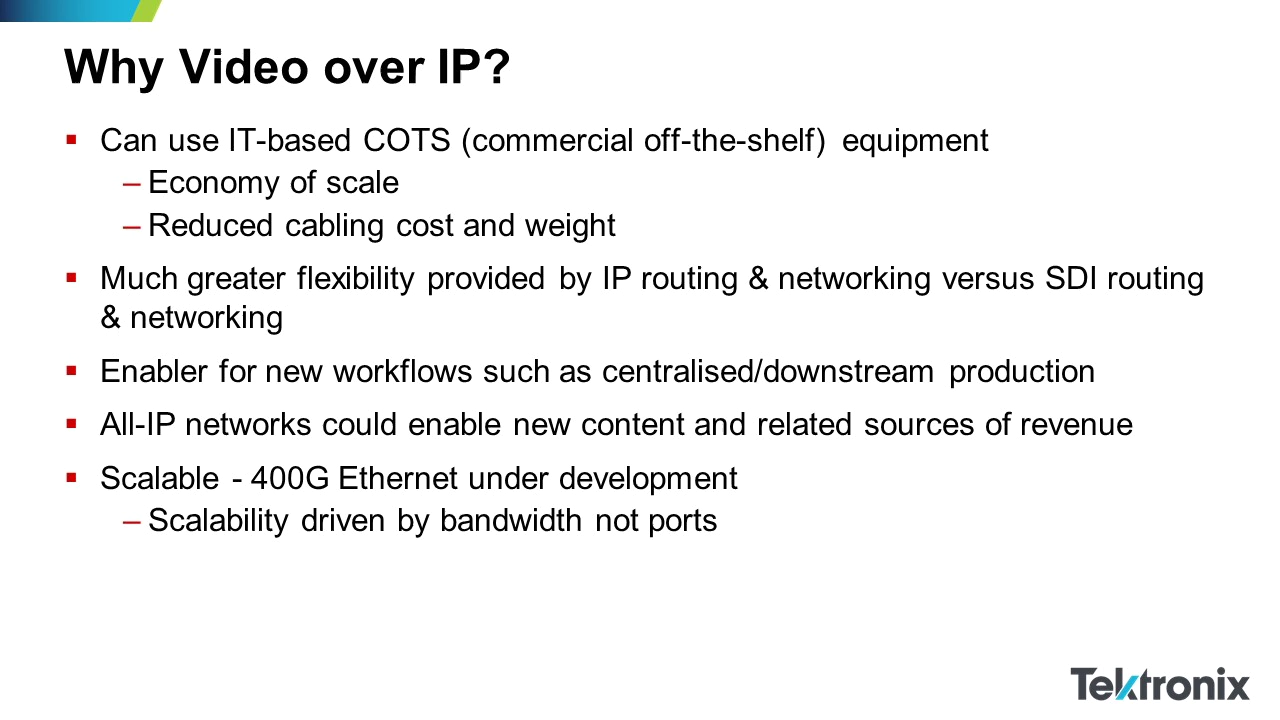 Why Video over IP?
▪ Can use IT-based COTS (commercial off-the-shelf) equipment
– Economy of scale
– Reduced cabling cost and weight
▪ Much greater flexibility provided by IP routing & networking versus SDI routing
& networking
▪ Enabler for new workflows such as centralised/downstream production
▪ All-IP networks could enable new content and related sources of revenue
▪ Scalable - 400G Ethernet under development
– Scalability driven by bandwidth not ports
Tektronix